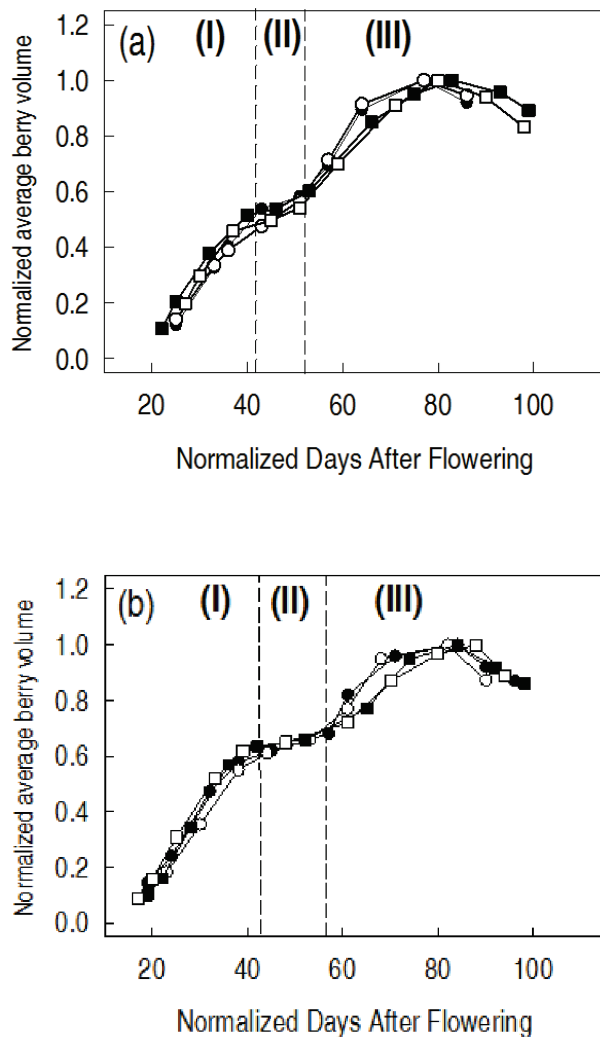 (a) (I) (II) (III)
Normalized average berry volume
1.2
1.0
0.8
0.6
0.4
0.2
0.0
20 40 60 80 100
Normalized Days After Flowering
(b) (I) (II) (III)
Normalized average berry volume
1.2
1.0
0.8
0.6
0.4
0.2
0.0
20 40 60 80 100
Normalized Days After Flowering